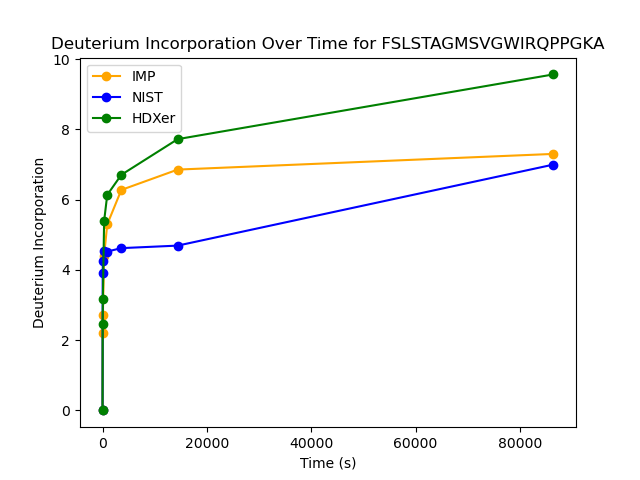 Deuterium Incorporation Over Time for FSLSTAGMSVGWIRQPPGKA
IMP
NIST
HDXer
Deuterium Incorporation
10
8
6
4
2
0
0 20000 40000 60000 80000
Time (s)